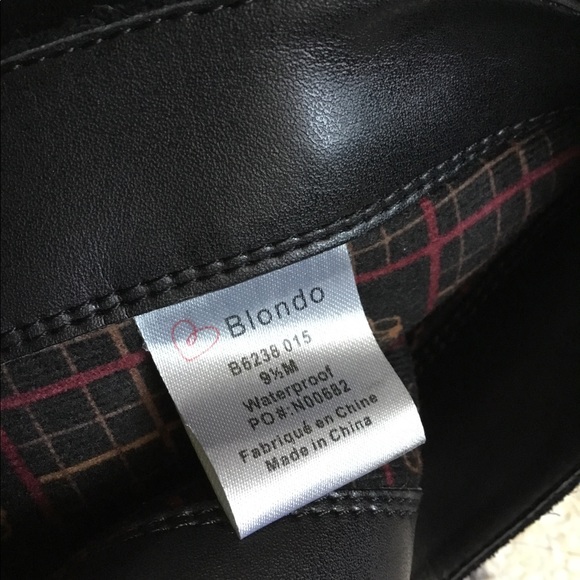 Blondo
B6238 015
9½M
Waterproof
PO#:N00682
Fabriqué en Chine
Made in China